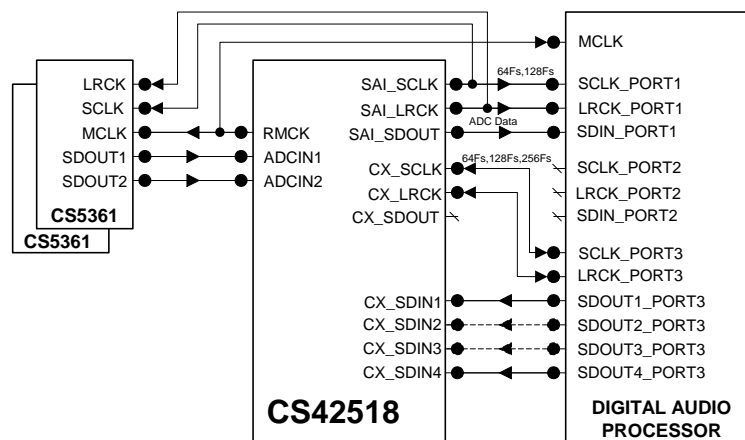 LRCK
SCLK
MCLK
SDOUT1
SDOUT2
CS5361
CS5361
RMCK
ADCIN1
ADCIN2
SAI_SCLK
SAI_LRCK
SAI_SDOUT
CX_SCLK
CX_LRCK
CX_SDOUT
CX_SDIN1
CX_SDIN2
CX_SDIN3
CX_SDIN4
CS42518
64Fs,128Fs
ADC Data
64Fs,128Fs,256Fs
MCLK
SCLK_PORT1
LRCK_PORT1
SDIN_PORT1
SCLK_PORT2
LRCK_PORT2
SDIN_PORT2
SCLK_PORT3
LRCK_PORT3
SDOUT1_PORT3
SDOUT2_PORT3
SDOUT3_PORT3
SDOUT4_PORT3
DIGITAL AUDIO
PROCESSOR